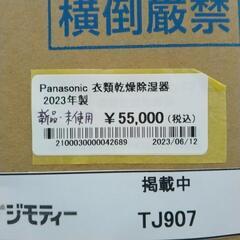 横倒厳禁
Panasonic 衣類乾燥除湿器
2023年製
新品・未使用 ¥55,000(税込)
2100030000042689 2023/06/12
掲載中
ジモティー TJ907